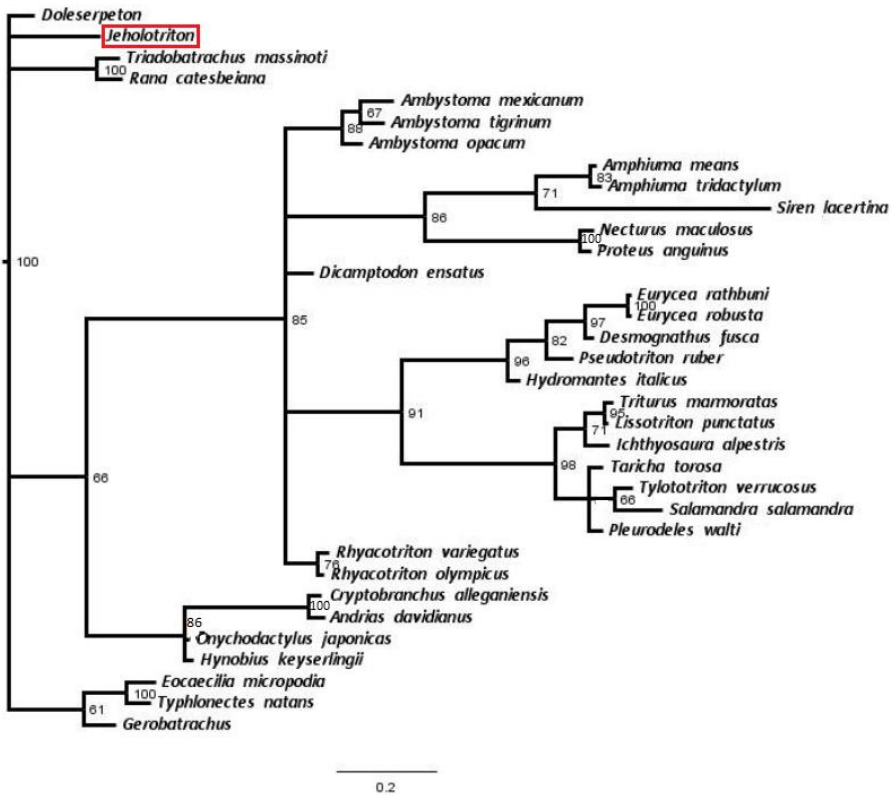 Doleserpeton
Jeholotriton
Triadobatrachus massinoti
100
Rana catesbeiana
Ambystoma mexicanum
67
Ambystoma tigrinum
88
Ambystoma opacum
Amphiuma means
83
Amphiuma tridactylum
71
Siren lacertina
86
Necturus maculosus
100
Proteus anguinus
100
Dicamptodon ensatus
Eurycea rathbuni
100
Eurycea robusta
85
97
Desmognathus fusca
82
Pseudotriton ruber
96
Hydromantes italicus
Triturus marmoratas
95
91
Lissotriton punctatus
71
Ichthyosaura alpestris
98
Taricha torosa
66
Tylototriton verrucosus
66
Salamandra salamandra
Pleurodeles walti
Rhyacotriton variegatus
76
Rhyacotriton olympicus
Cryptobranchus alleganiensis
100
Andrias davidianus
86
Onychodactylus japonicas
Hynobius keyserlingii
Eocaecilia micropodia
100
Typhlonectes natans
61
Gerobatrachus
0.2